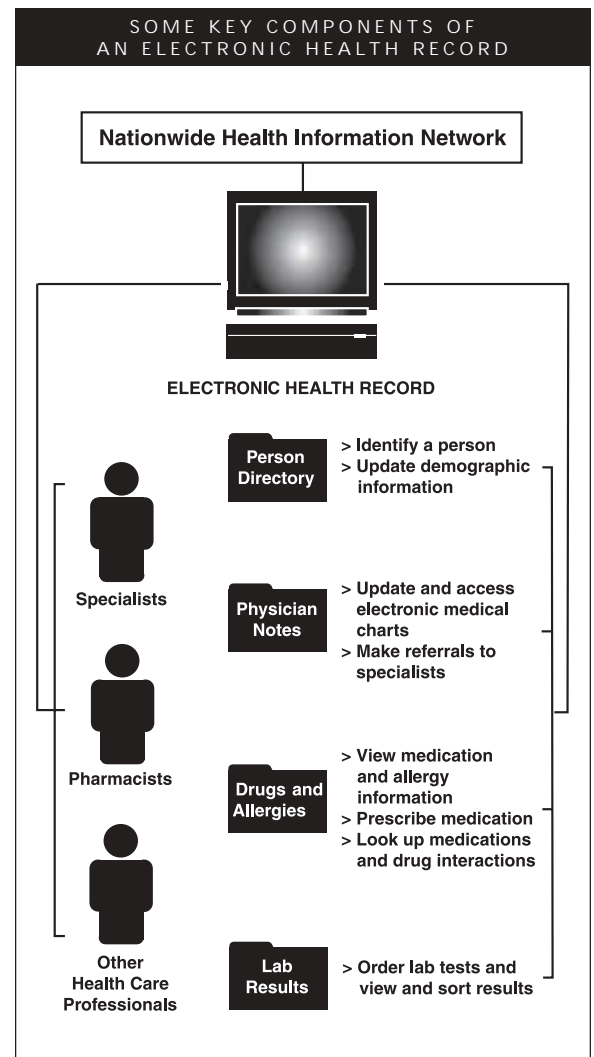 SOME KEY COMPONENTS OF
AN ELECTRONIC HEALTH RECORD
Nationwide Health Information Network
ELECTRONIC HEALTH RECORD
Specialists
Pharmacists
Other
Health Care
Professionals
Person
Directory
> Identify a person
> Update demographic
information
Physician
Notes
> Update and access
electronic medical
charts
> Make referrals to
specialists
Drugs and
Allergies
> View medication
and allergy
information
> Prescribe medication
> Look up medications
and drug interactions
Lab
Results
> Order lab tests and
view and sort results